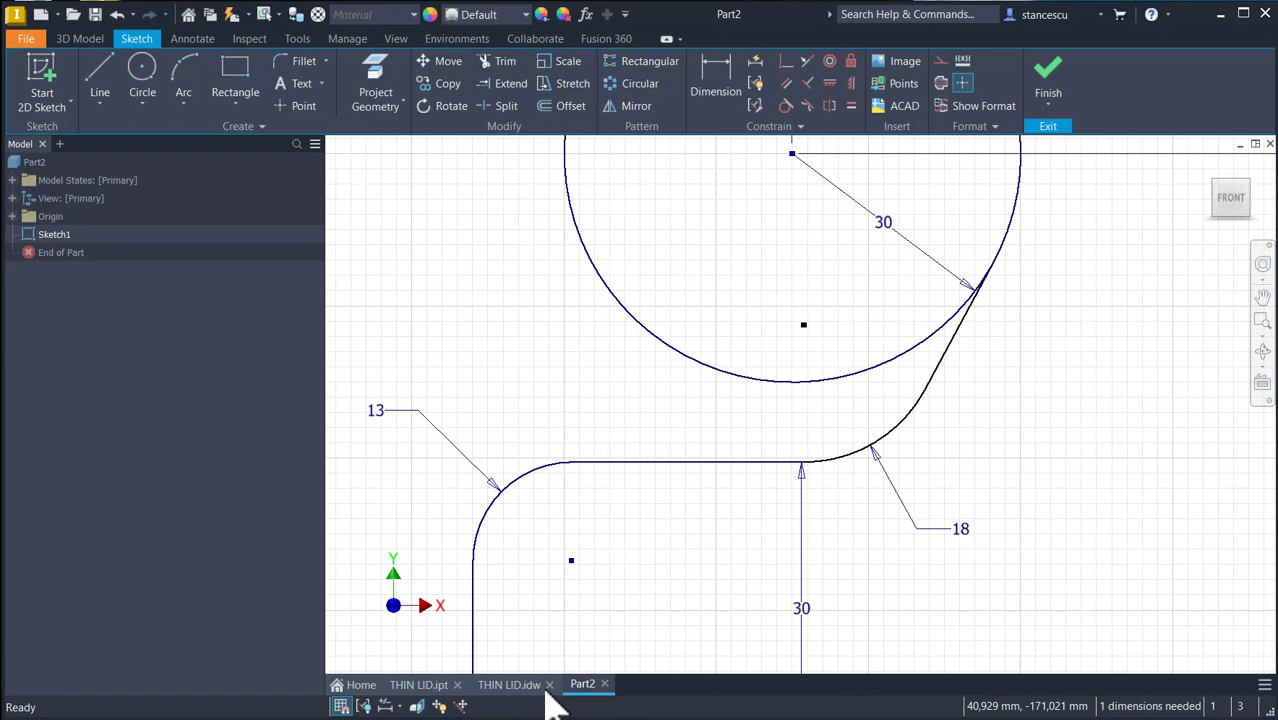 I Material Default fx Part2 Search Help & Commands... stancescu ?
File 3D Model Sketch Annotate Inspect Tools Manage View Environments Collaborate Fusion 360
Start
2D Sketch
Line
Circle
Arc
Rectangle
Fillet
Text
Point
Project
Geometry
Move Trim Scale
Copy Extend Stretch
Rotate Split Offset
Rectangular
Circular
Mirror
Dimension
Image
Points
ACAD
Show Format
Finish
Sketch Create Modify Pattern Constrain Insert Format Exit
Model
Part2
Model States: [Primary]
View: [Primary]
Origin
Sketch1
End of Part
FRONT
30
13
18
30
Y
X
Home THIN LID.ipt THIN LID.idw Part2
Ready 40,929 mm, -171,021 mm 1 dimensions needed 1 3